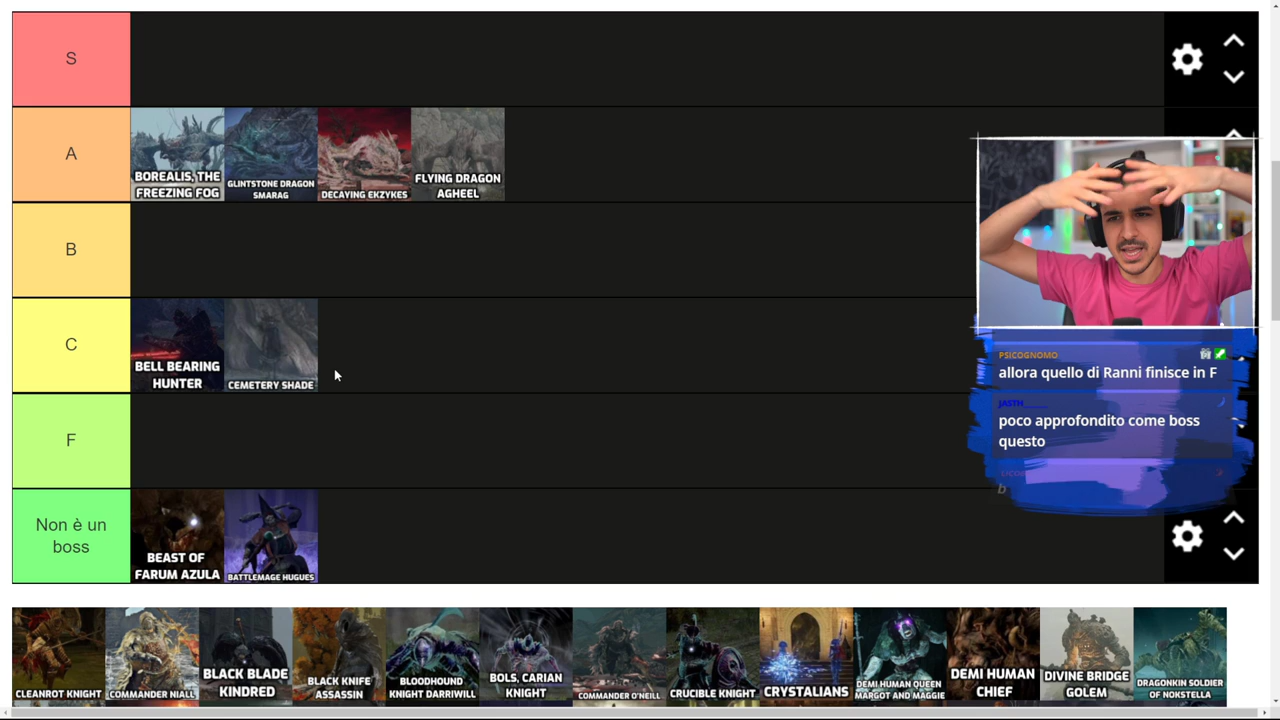 S
A
BOREALIS, THE
FREEZING FOG
GLINTSTONE DRAGON
SMARAG
DECAYING EKZYKES
FLYING DRAGON
AGHEEL
B
C
BELL BEARING
HUNTER
CEMETERY SHADE
F
Non è un
boss
BEAST OF
FARUM AZULA
BATTLEMAGE HUGUES
PSICOGNOMO
allora quello di Ranni finisce in F
JASTH_____
poco approfondito come boss
questo
b
CLEANROT KNIGHT
COMMANDER NIALL
BLACK BLADE
KINDRED
BLACK KNIFE
ASSASSIN
BLOODHOUND
KNIGHT DARRIWILL
BOLS, CARIAN
KNIGHT
COMMANDER O'NEILL
CRUCIBLE KNIGHT
CRYSTALIANS
DEMI HUMAN QUEEN
MARGOT AND MAGGIE
DEMI HUMAN
CHIEF
DIVINE BRIDGE
GOLEM
DRAGONKIN SOLDIER
OF NOKSTELLA